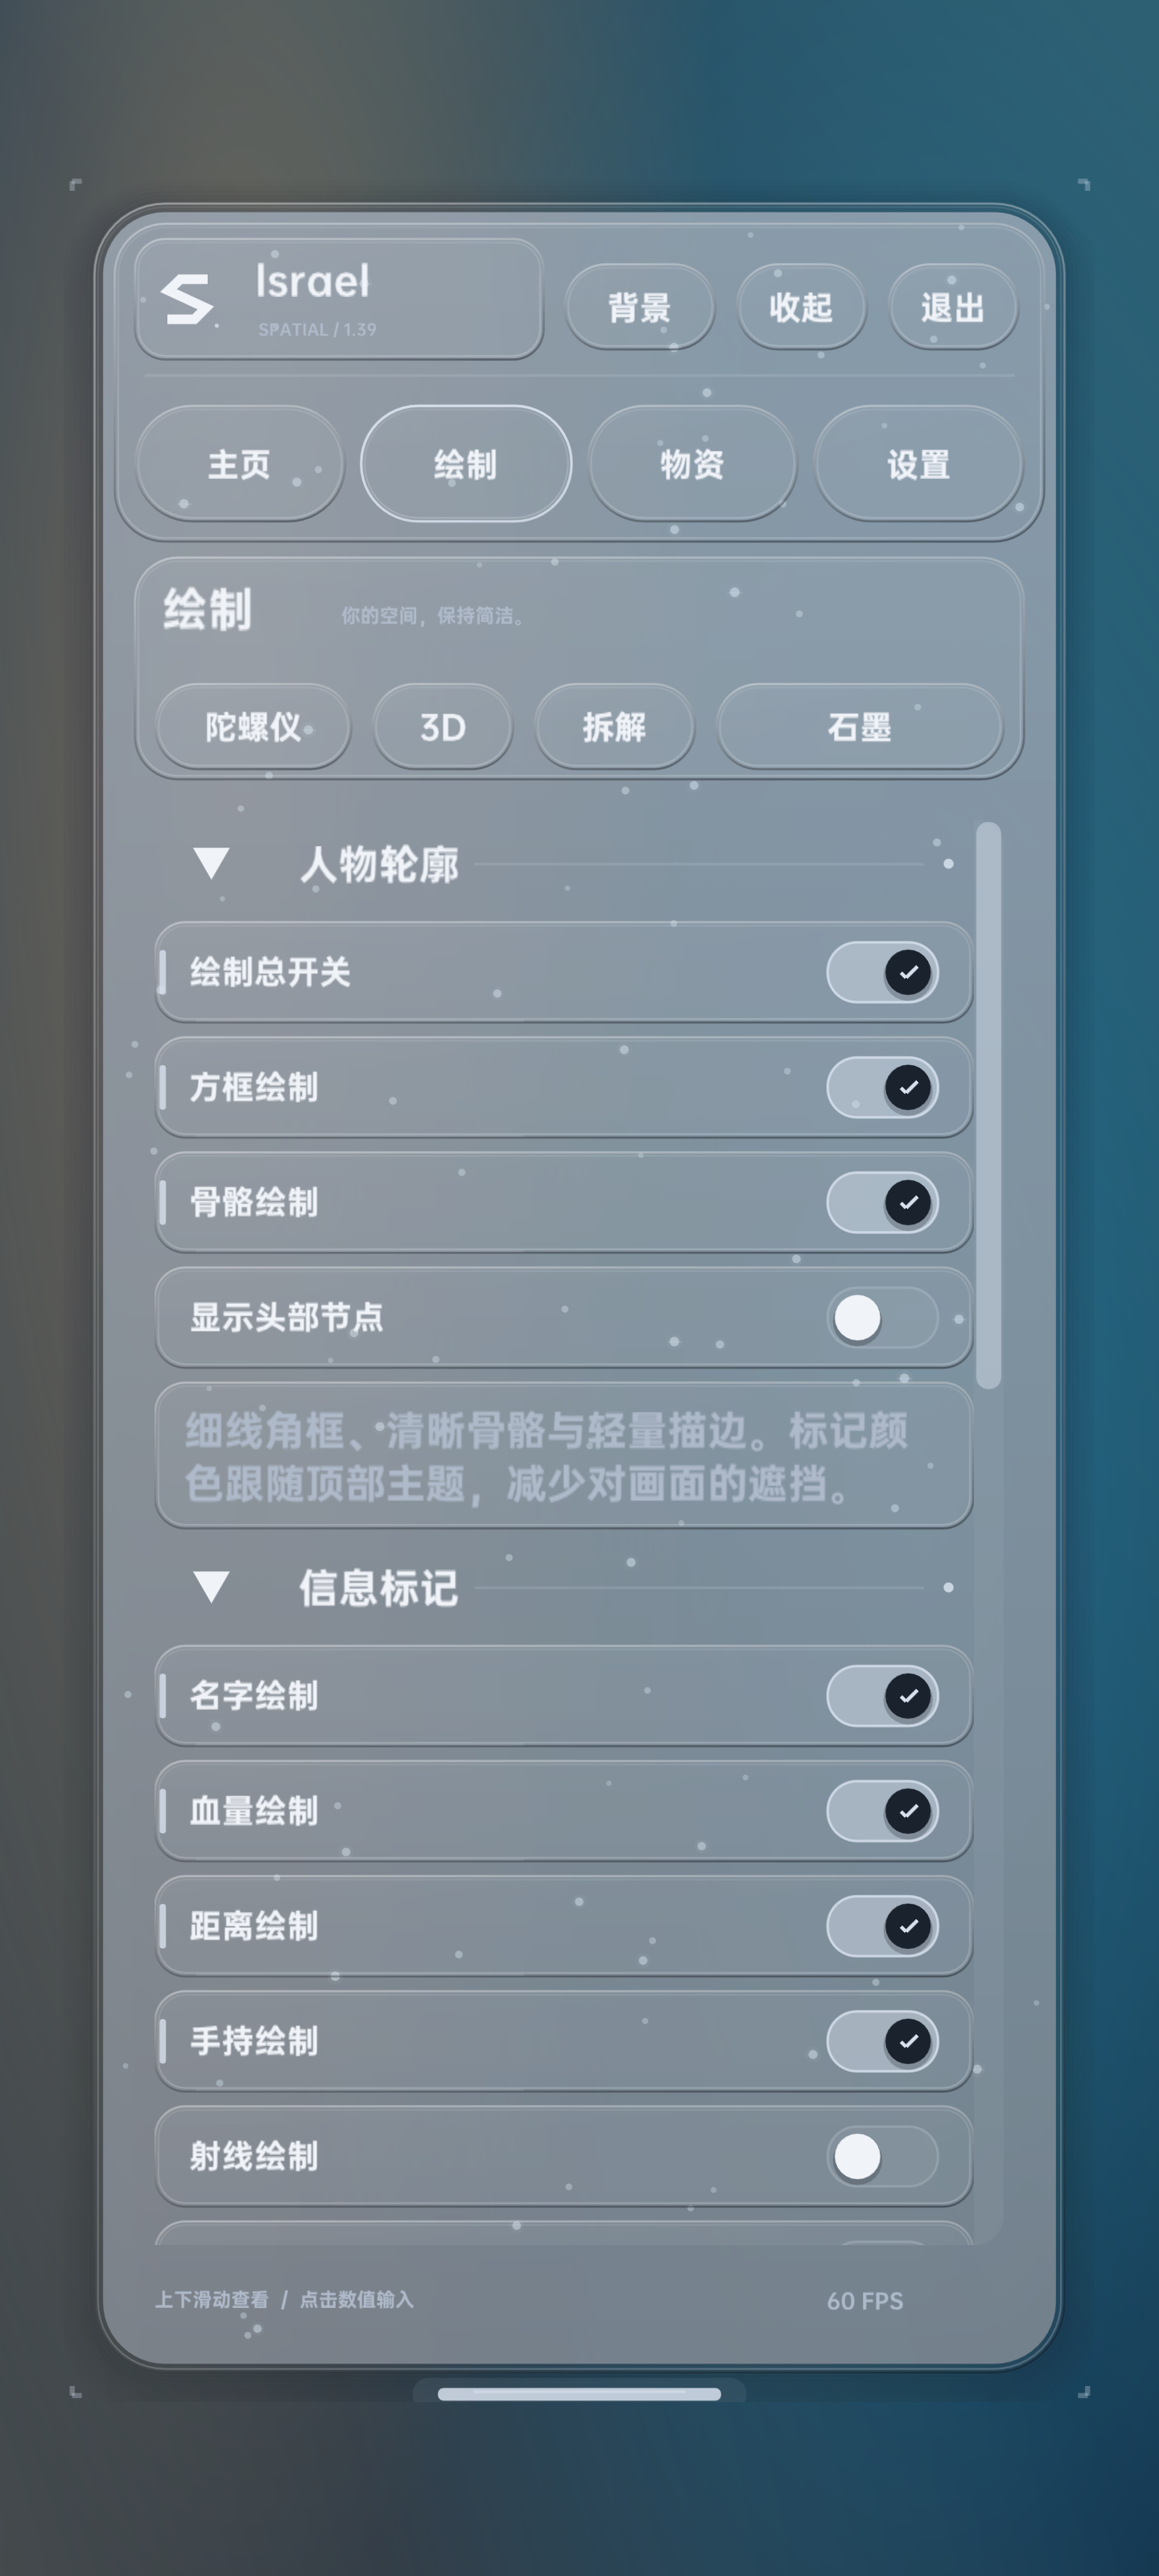 Israel
SPATIAL / 1.39
背景
收起
退出
主页
绘制
物资
设置
绘制
你的空间，保持简洁。
陀螺仪
3D
拆解
石墨
人物轮廓
绘制总开关
方框绘制
骨骼绘制
显示头部节点
细线角框、清晰骨骼与轻量描边。标记颜
色跟随顶部主题，减少对画面的遮挡。
信息标记
名字绘制
血量绘制
距离绘制
手持绘制
射线绘制
上下滑动查看 / 点击数值输入
60 FPS